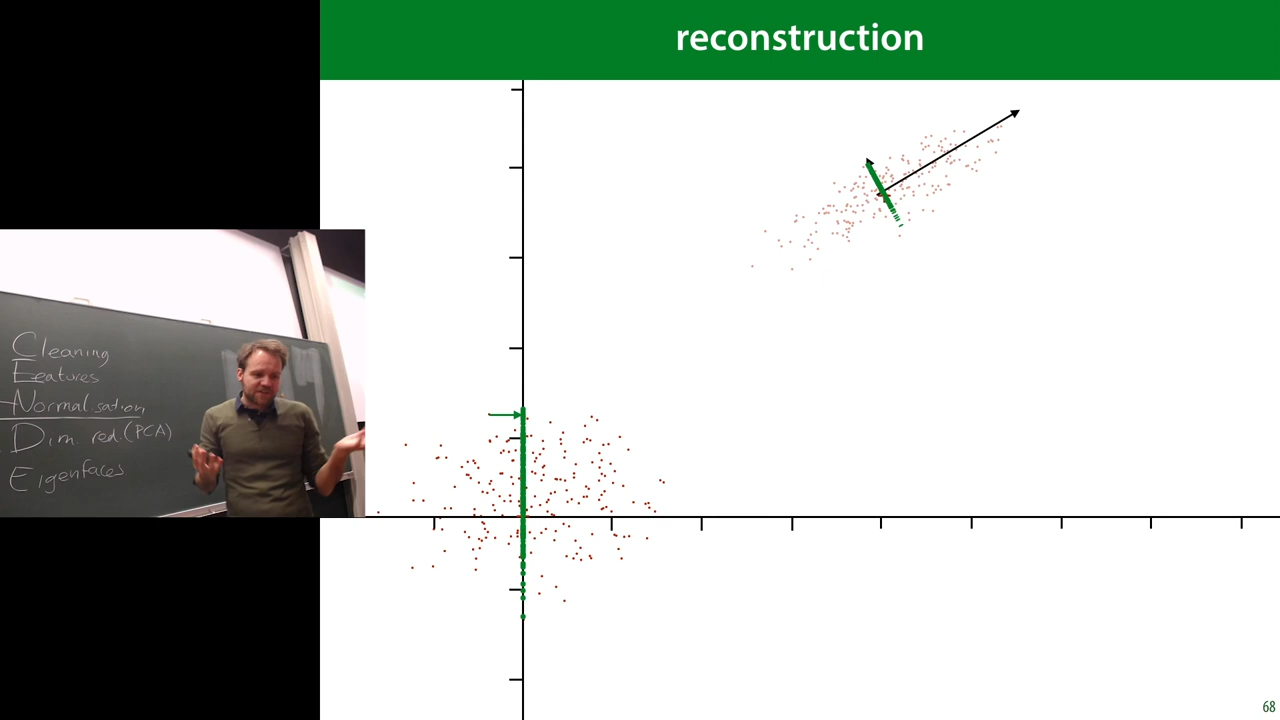 reconstruction
Cleaning
Features
Normalisation
Dim. red. (PCA)
Eigenfaces
68